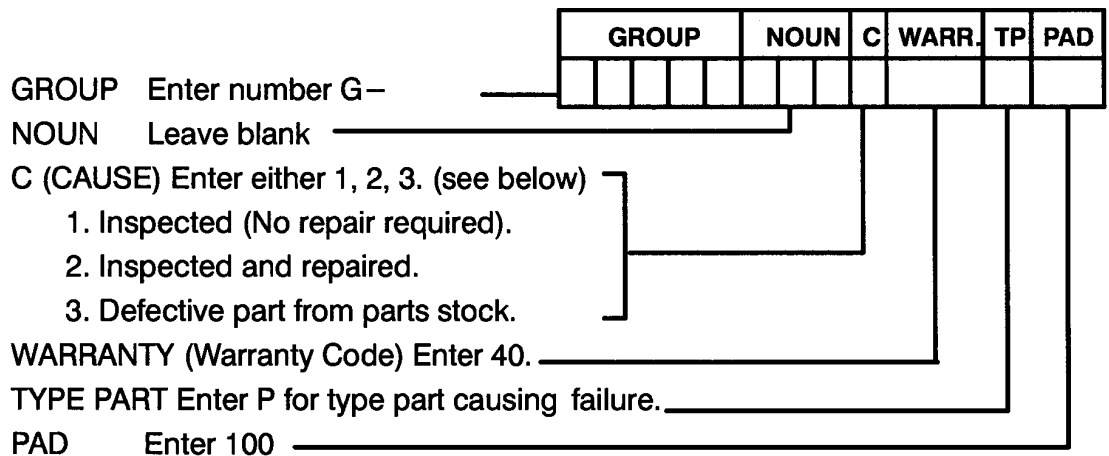 GROUP NOUN C WARR. TP PAD
GROUP Enter number G–
NOUN Leave blank
C (CAUSE) Enter either 1, 2, 3. (see below)
1. Inspected (No repair required).
2. Inspected and repaired.
3. Defective part from parts stock.
WARRANTY (Warranty Code) Enter 40.
TYPE PART Enter P for type part causing failure.
PAD Enter 100